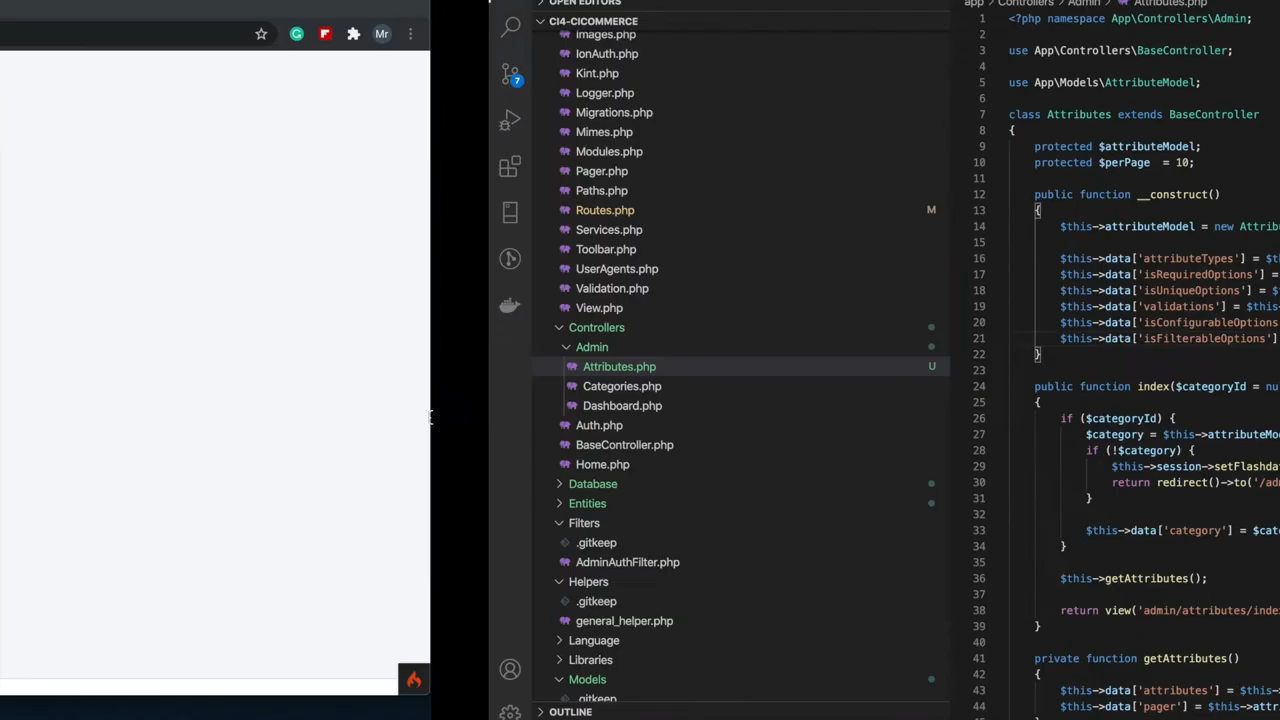 Mr
7
OPEN EDITORS
CI4-CICOMMERCE
Images.php
IonAuth.php
Kint.php
Logger.php
Migrations.php
Mimes.php
Modules.php
Pager.php
Paths.php
Routes.php M
Services.php
Toolbar.php
UserAgents.php
Validation.php
View.php
Controllers
Admin
Attributes.php U
Categories.php
Dashboard.php
Auth.php
BaseController.php
Home.php
Database
Entities
Filters
.gitkeep
AdminAuthFilter.php
Helpers
.gitkeep
general_helper.php
Language
Libraries
Models
.gitkeep
OUTLINE
app > Controllers > Admin > Attributes.php
1 <?php namespace App\Controllers\Admin;
2
3 use App\Controllers\BaseController;
4
5 use App\Models\AttributeModel;
6
7 class Attributes extends BaseController
8 {
9 protected $attributeModel;
10 protected $perPage = 10;
11
12 public function __construct()
13 {
14 $this->attributeModel = new Attrib
15
16 $this->data['attributeTypes'] = $t
17 $this->data['isRequiredOptions'] =
18 $this->data['isUniqueOptions'] = $
19 $this->data['validations'] = $this
20 $this->data['isConfigurableOptions
21 $this->data['isFilterableOptions']
22 }
23
24 public function index($categoryId = nu
25 {
26 if ($categoryId) {
27 $category = $this->attributeMo
28 if (!$category) {
29 $this->session->setFlashda
30 return redirect()->to('/ad
31 }
32
33 $this->data['category'] = $cat
34 }
35
36 $this->getAttributes();
37
38 return view('admin/attributes/inde
39 }
40
41 private function getAttributes()
42 {
43 $this->data['attributes'] = $this
44 $this->data['pager'] = $this->attr